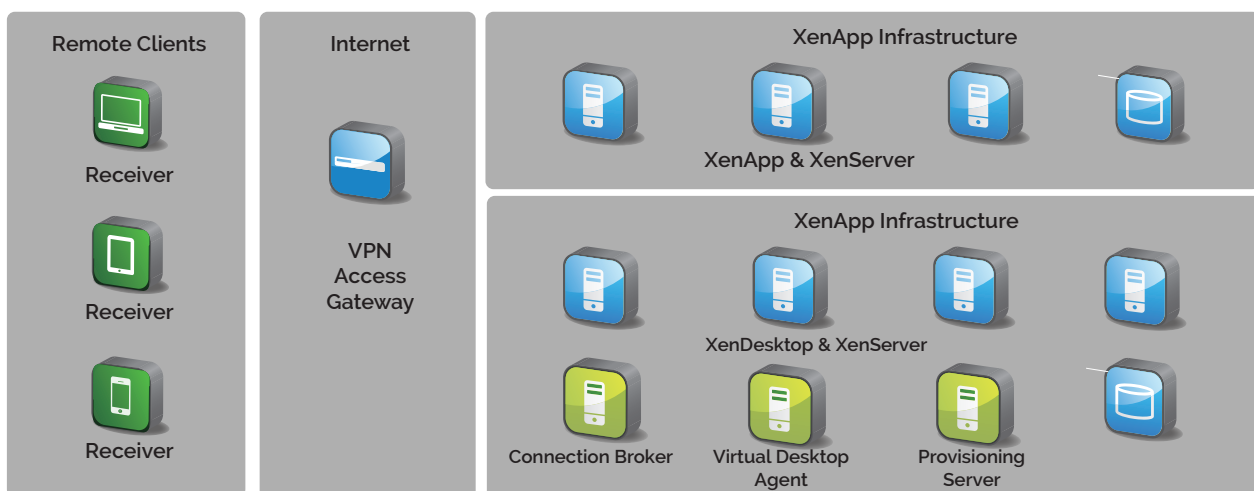 Remote Clients
Receiver
Receiver
Receiver
Internet
VPN
Access
Gateway
XenApp Infrastructure
XenApp & XenServer
XenApp Infrastructure
XenDesktop & XenServer
Connection Broker
Virtual Desktop
Agent
Provisioning
Server